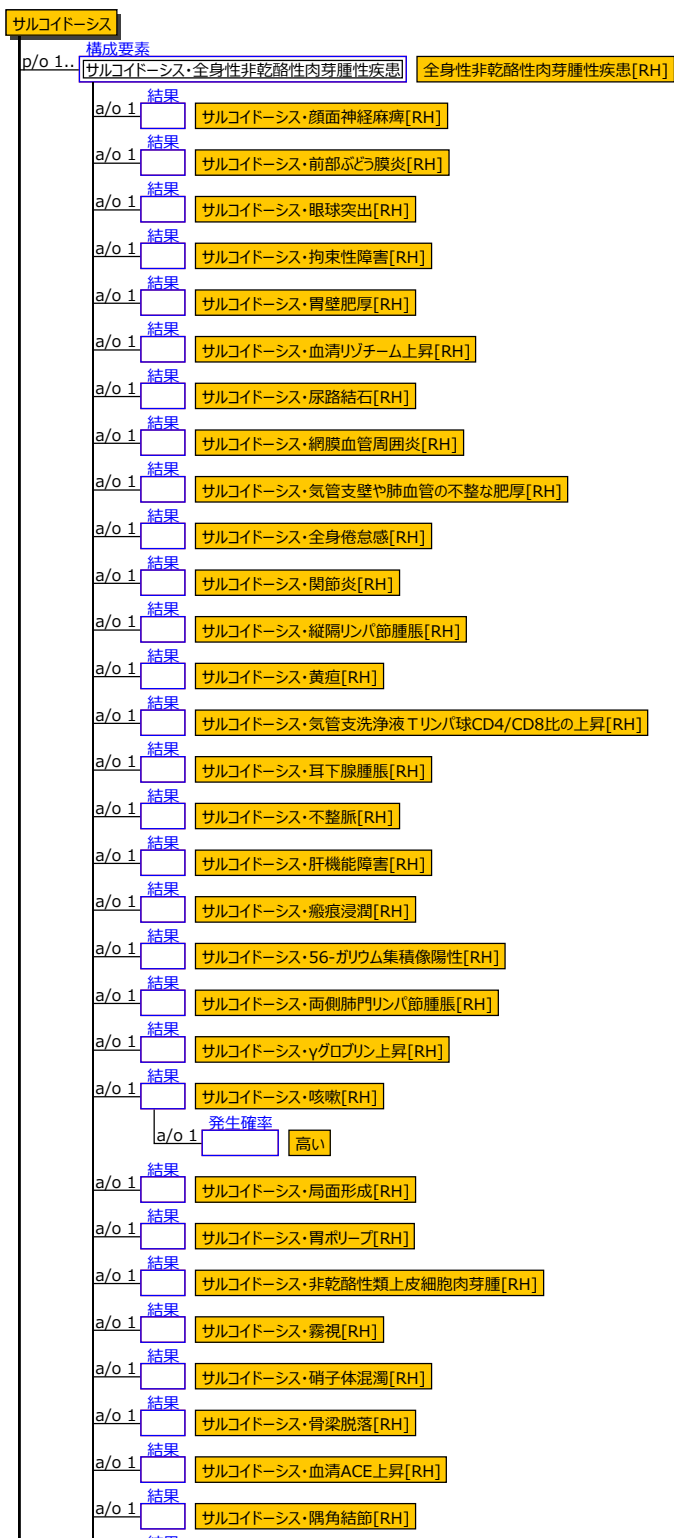 サルコイドーシス
構成要素
p/o 1.. サルコイドーシス・全身性非乾酪性肉芽腫性疾患 全身性非乾酪性肉芽腫性疾患[RH]
結果
a/o 1 サルコイドーシス・顔面神経麻痺[RH]
結果
a/o 1 サルコイドーシス・前部ぶどう膜炎[RH]
結果
a/o 1 サルコイドーシス・眼球突出[RH]
結果
a/o 1 サルコイドーシス・拘束性障害[RH]
結果
a/o 1 サルコイドーシス・胃壁肥厚[RH]
結果
a/o 1 サルコイドーシス・血清リゾチーム上昇[RH]
結果
a/o 1 サルコイドーシス・尿路結石[RH]
結果
a/o 1 サルコイドーシス・網膜血管周囲炎[RH]
結果
a/o 1 サルコイドーシス・気管支壁や肺血管の不整な肥厚[RH]
結果
a/o 1 サルコイドーシス・全身倦怠感[RH]
結果
a/o 1 サルコイドーシス・関節炎[RH]
結果
a/o 1 サルコイドーシス・縦隔リンパ節腫脹[RH]
結果
a/o 1 サルコイドーシス・黄疸[RH]
結果
a/o 1 サルコイドーシス・気管支洗浄液Ｔリンパ球CD4/CD8比の上昇[RH]
結果
a/o 1 サルコイドーシス・耳下腺腫脹[RH]
結果
a/o 1 サルコイドーシス・不整脈[RH]
結果
a/o 1 サルコイドーシス・肝機能障害[RH]
結果
a/o 1 サルコイドーシス・瘢痕浸潤[RH]
結果
a/o 1 サルコイドーシス・56-ガリウム集積像陽性[RH]
結果
a/o 1 サルコイドーシス・両側肺門リンパ節腫脹[RH]
結果
a/o 1 サルコイドーシス・γグロブリン上昇[RH]
結果
a/o 1 サルコイドーシス・咳嗽[RH]
発生確率
a/o 1 高い
結果
a/o 1 サルコイドーシス・局面形成[RH]
結果
a/o 1 サルコイドーシス・胃ポリープ[RH]
結果
a/o 1 サルコイドーシス・非乾酪性類上皮細胞肉芽腫[RH]
結果
a/o 1 サルコイドーシス・霧視[RH]
結果
a/o 1 サルコイドーシス・硝子体混濁[RH]
結果
a/o 1 サルコイドーシス・骨梁脱落[RH]
結果
a/o 1 サルコイドーシス・血清ACE上昇[RH]
結果
a/o 1 サルコイドーシス・隅角結節[RH]
結果